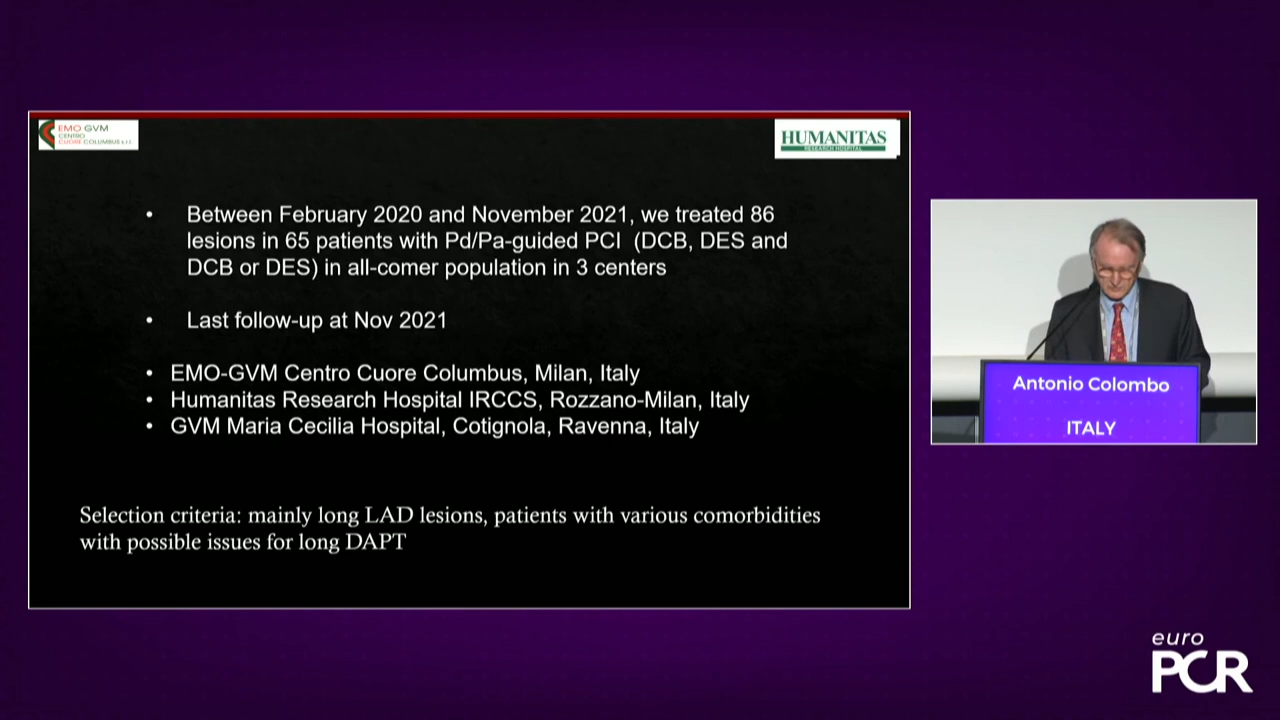 EMO GVM
CENTRO
CUORE COLUMBUS s.r.l.
HUMANITAS
RESEARCH HOSPITAL
• Between February 2020 and November 2021, we treated 86
lesions in 65 patients with Pd/Pa-guided PCI (DCB, DES and
DCB or DES) in all-comer population in 3 centers
• Last follow-up at Nov 2021
• EMO-GVM Centro Cuore Columbus, Milan, Italy
• Humanitas Research Hospital IRCCS, Rozzano-Milan, Italy
• GVM Maria Cecilia Hospital, Cotignola, Ravenna, Italy
Selection criteria: mainly long LAD lesions, patients with various comorbidities
with possible issues for long DAPT
Antonio Colombo
ITALY
euro
PCR